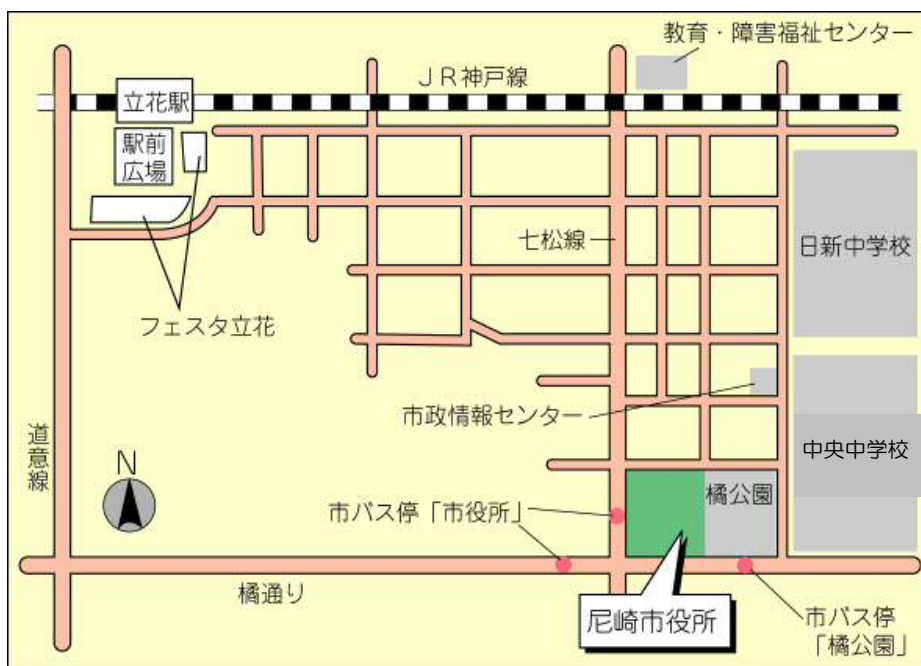 教育・障害福祉センター
JR神戸線
立花駅
駅前
広場
七松線
日新中学校
フェスタ立花
市政情報センター
道意線
中央中学校
N
橘公園
市バス停「市役所」
橘通り
尼崎市役所
市バス停
「橘公園」